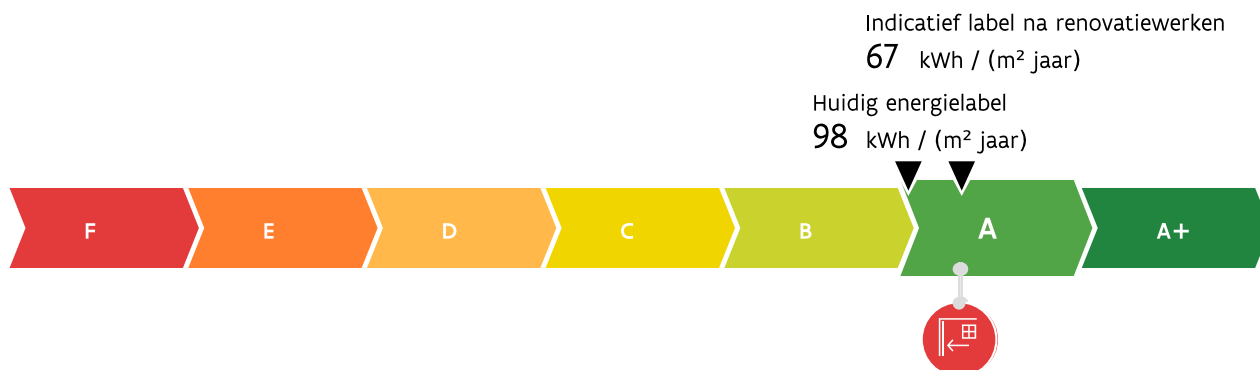 Indicatief label na renovatiewerken
67 kWh / (m² jaar)
Huidig energielabel
98 kWh / (m² jaar)
F E D C B A A+